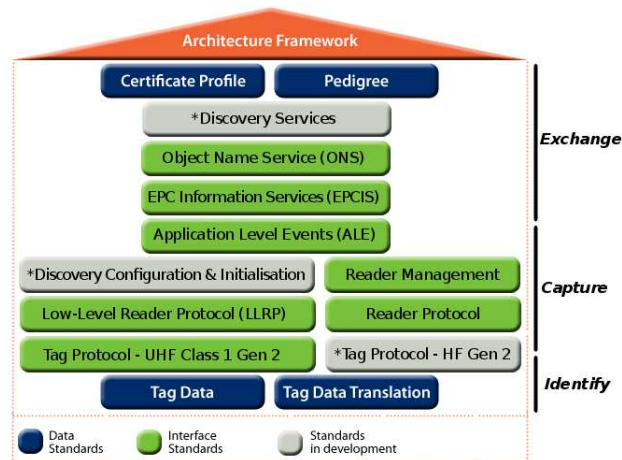 Architecture Framework
Certificate Profile
Pedigree
*Discovery Services
Object Name Service (ONS)
EPC Information Services (EPCIS)
Application Level Events (ALE)
*Discovery Configuration & Initialisation
Reader Management
Low-Level Reader Protocol (LLRP)
Reader Protocol
Tag Protocol - UHF Class 1 Gen 2
*Tag Protocol - HF Gen 2
Tag Data
Tag Data Translation
Exchange
Capture
Identify
Data
Standards
Interface
Standards
Standards
in development